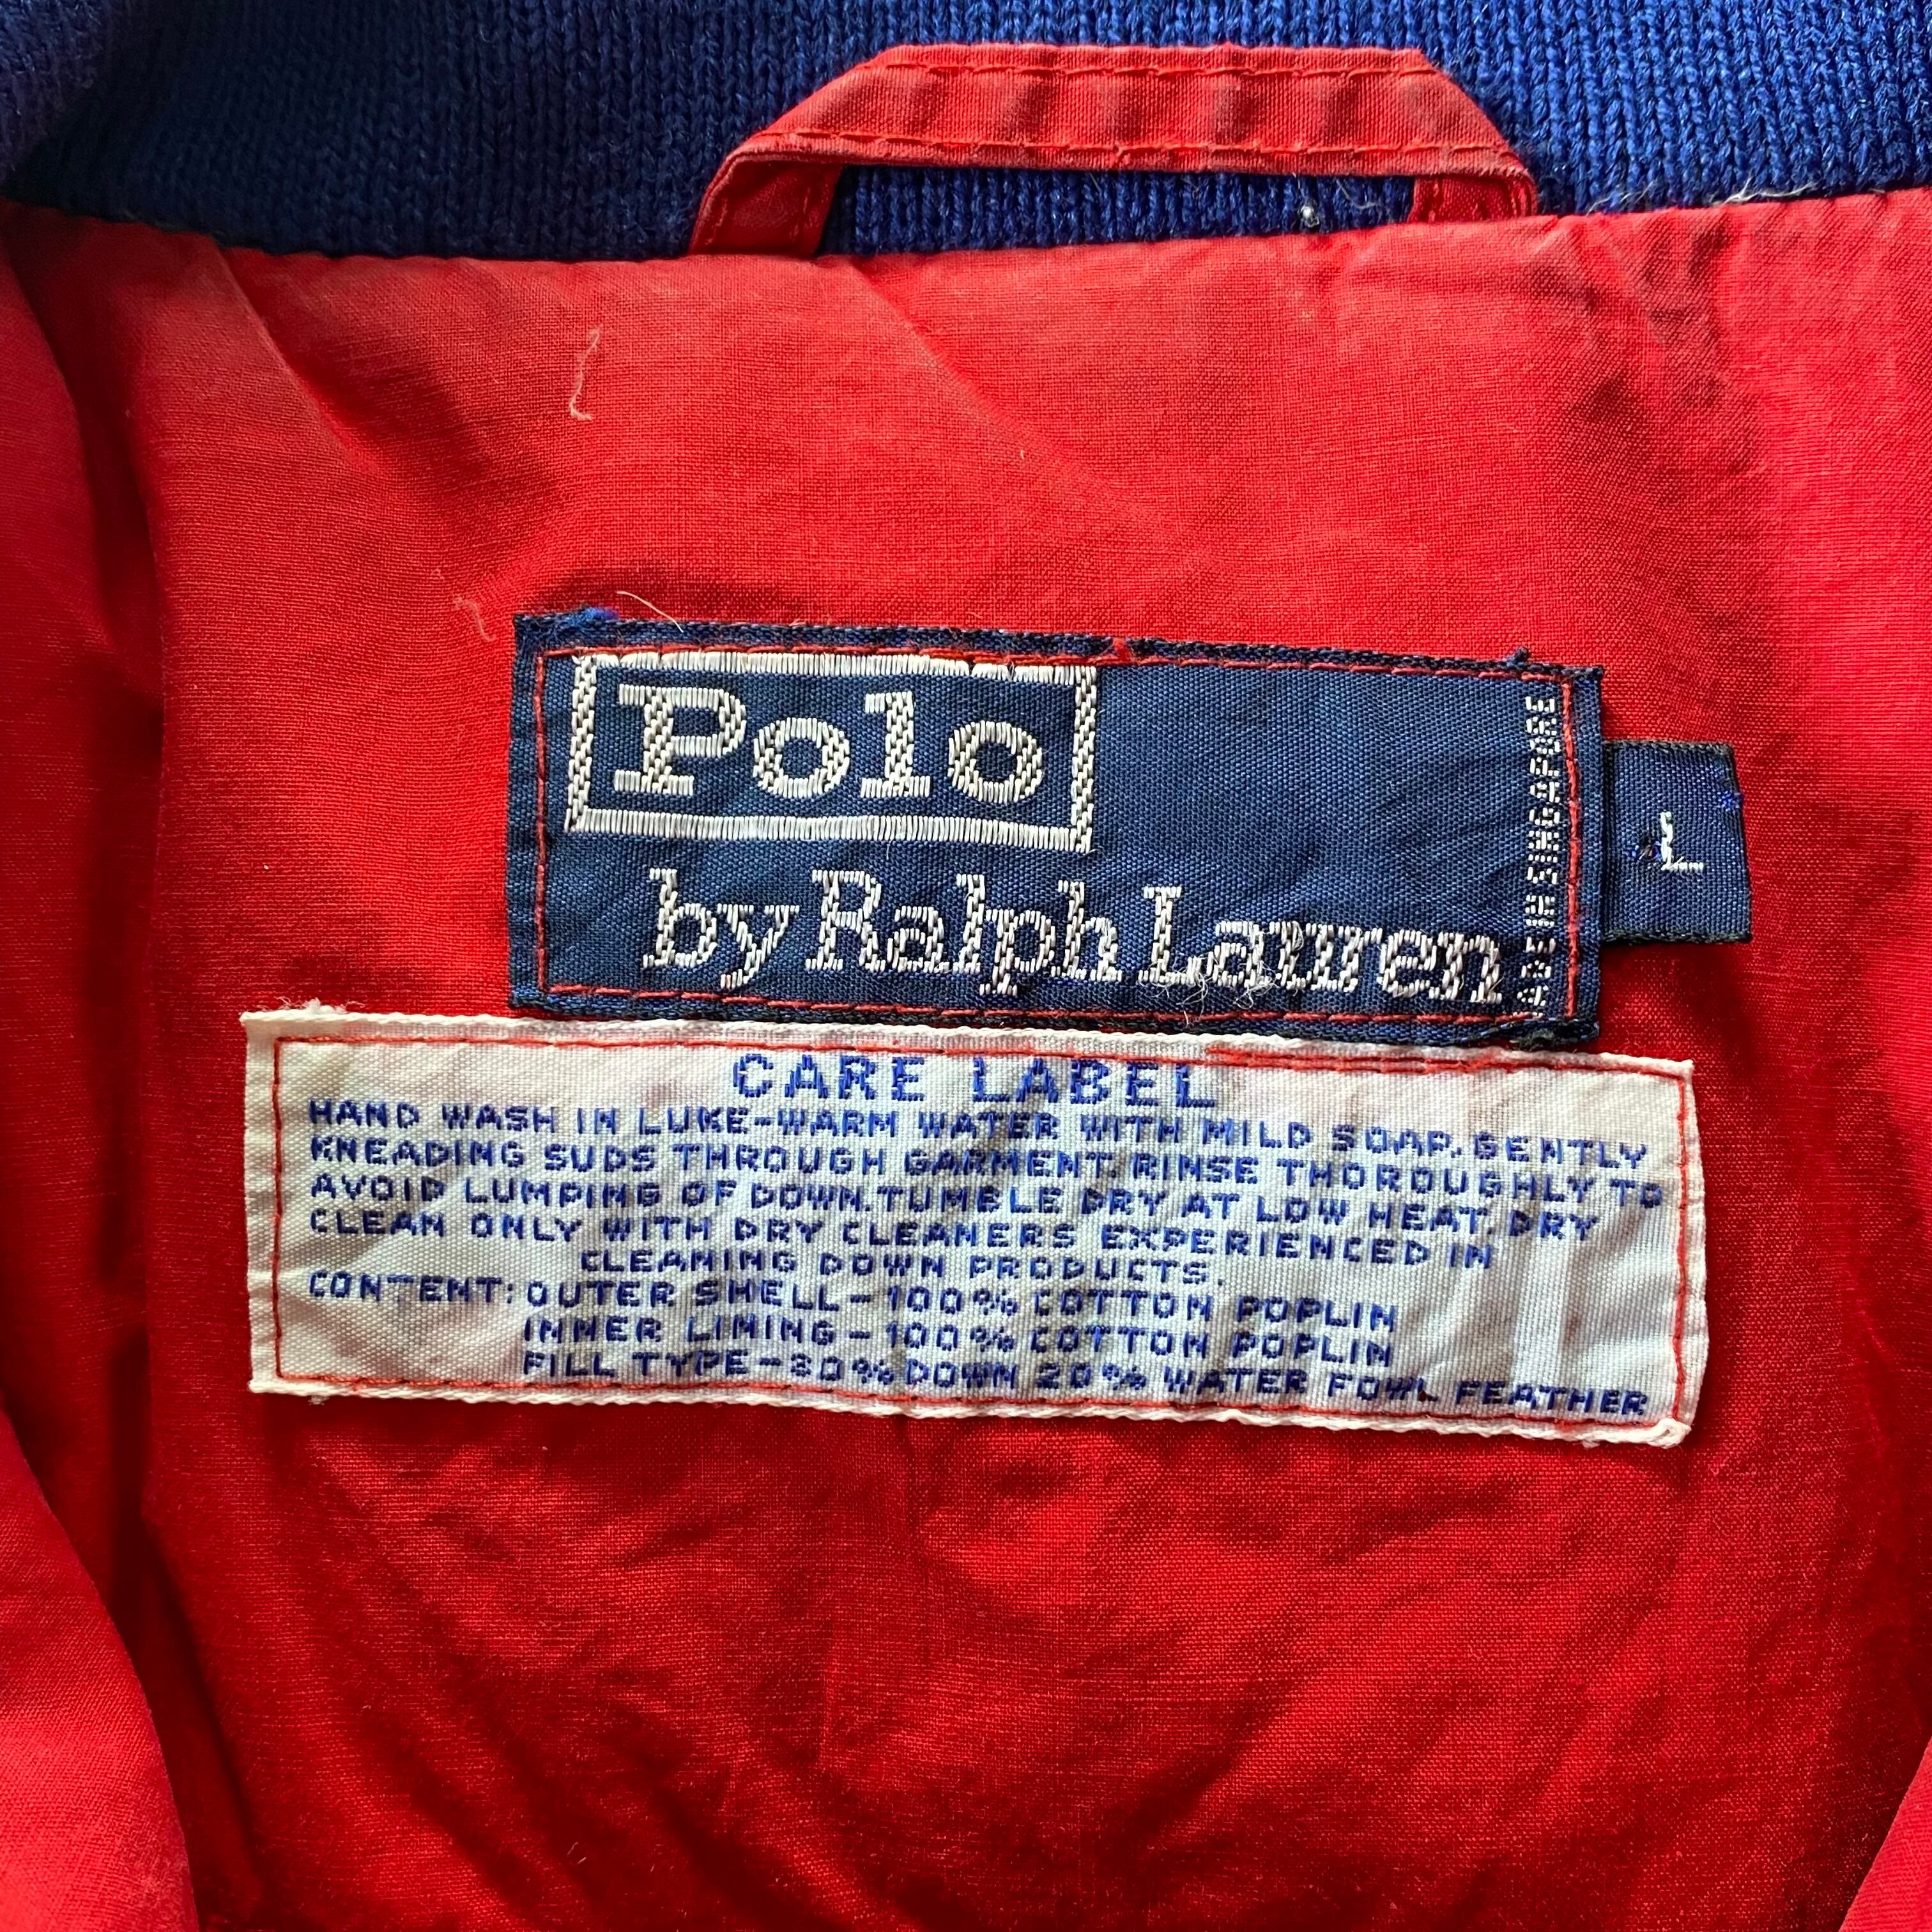 Polo
by Ralph Lauren
MADE IN SINGAPORE
L
CARE LABEL
HAND WASH IN LUKE-WARM WATER WITH MILD SOAP. GENTLY
KNEADING SUDS THROUGH GARMENT. RINSE THOROUGHLY TO
AVOID LUMPING OF DOWN. TUMBLE DRY AT LOW HEAT. DRY
CLEAN ONLY WITH DRY CLEANERS EXPERIENCED IN
CLEANING DOWN PRODUCTS.
CONTENT: OUTER SHELL-100% COTTON POPLIN
INNER LINING-100% COTTON POPLIN
FILL TYPE-80% DOWN 20% WATER FOWL FEATHER